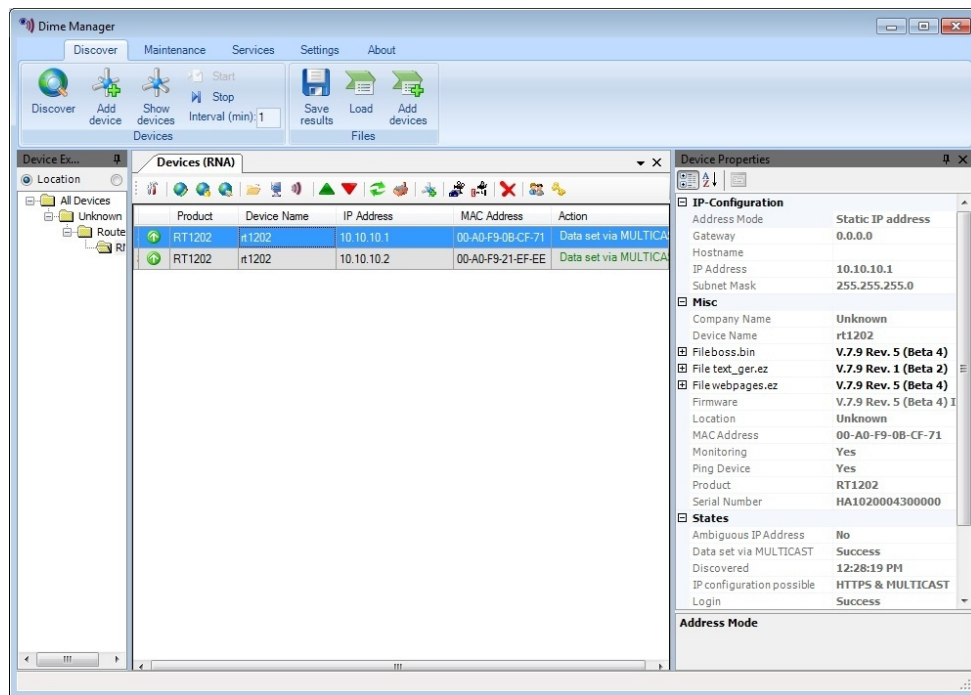 Dime Manager
Discover Maintenance Services Settings About
Discover
Add device
Show devices
Start
Stop
Interval (min): 1
Devices
Save results
Load
Add devices
Files
Device Ex...
Location
All Devices
Unknown
Route
Devices (RNA)
Product Device Name IP Address MAC Address Action
RT1202 rt1202 10.10.10.1 00-A0-F9-0B-CF-71 Data set via MULTICA
RT1202 rt1202 10.10.10.2 00-A0-F9-21-EF-EE Data set via MULTICA
Device Properties
IP-Configuration
Address Mode Static IP address
Gateway 0.0.0.0
Hostname
IP Address 10.10.10.1
Subnet Mask 255.255.255.0
Misc
Company Name Unknown
Device Name rt1202
File boss.bin V.7.9 Rev. 5 (Beta 4)
File text_ger.ez V.7.9 Rev. 1 (Beta 2)
File webpages.ez V.7.9 Rev. 5 (Beta 4)
Firmware V.7.9 Rev. 5 (Beta 4) I
Location Unknown
MAC Address 00-A0-F9-0B-CF-71
Monitoring Yes
Ping Device Yes
Product RT1202
Serial Number HA1020004300000
States
Ambiguous IP Address No
Data set via MULTICAST Success
Discovered 12:28:19 PM
IP configuration possible HTTPS & MULTICAST
Login Success
Address Mode